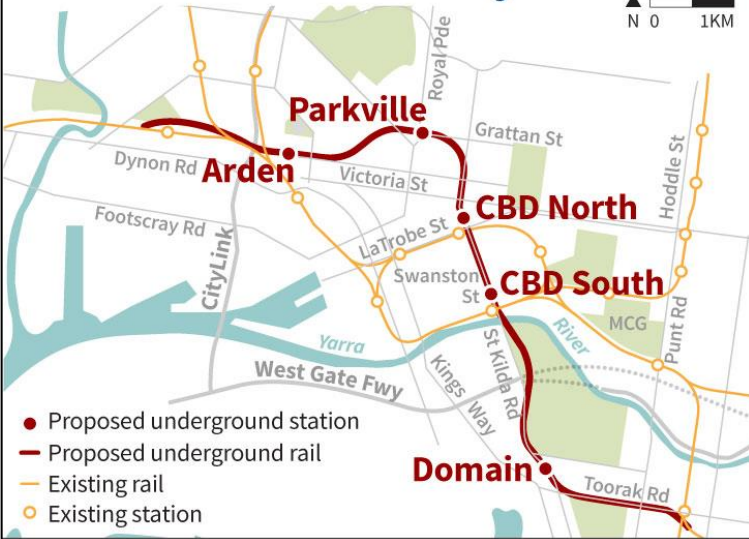 N 0 1KM
Royal Pde
Parkville
Grattan St
Hoddle St
Dynon Rd
Arden
Victoria St
CBD North
Footscray Rd
CityLink
LaTrobe St
Swanston
St
CBD South
MCG
Punt Rd
Yarra
River
West Gate Fwy
Kings Way
St Kilda Rd
Proposed underground station
Proposed underground rail
Existing rail
Existing station
Domain
Toorak Rd